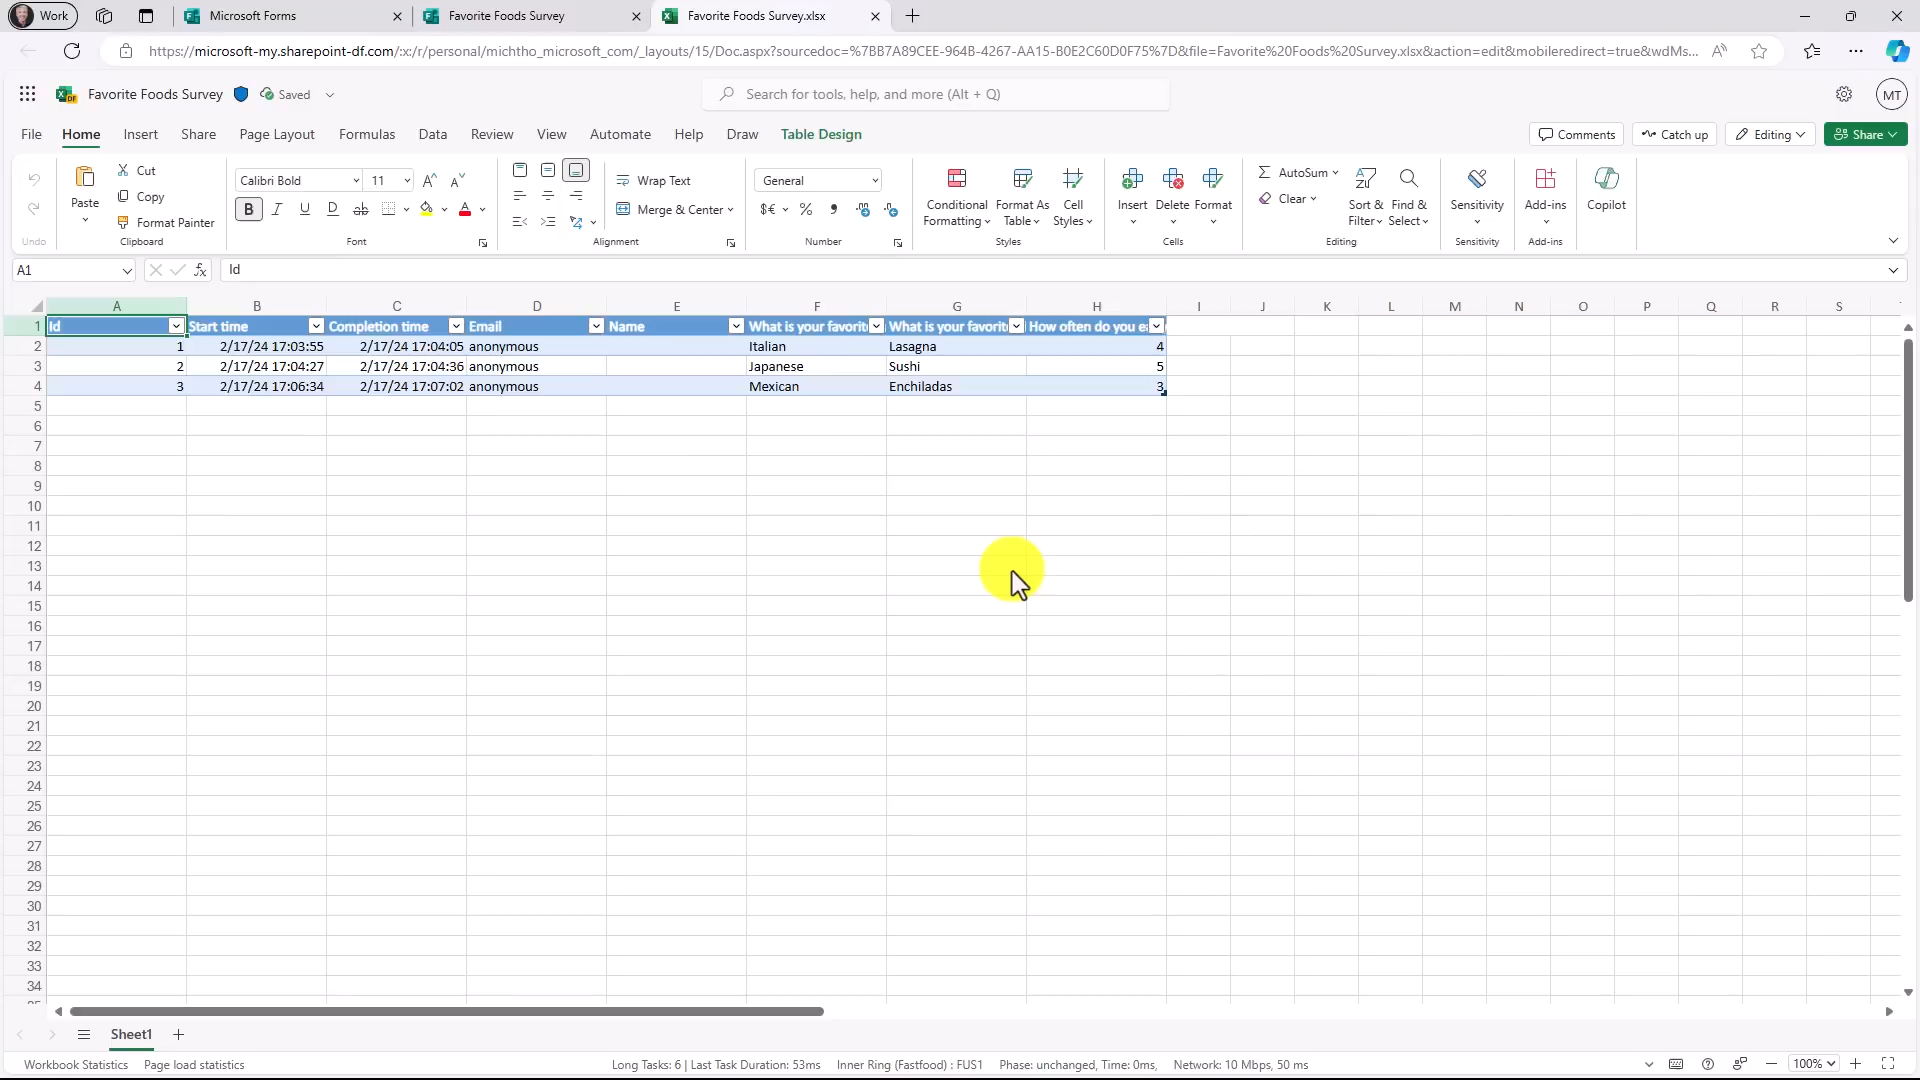 Work
Microsoft Forms
Favorite Foods Survey
Favorite Foods Survey.xlsx
https://microsoft-my.sharepoint-df.com/:x:/r/personal/michtho_microsoft_com/_layouts/15/Doc.aspx?sourcedoc=%7BB7A89CEE-964B-4267-AA15-B0E2C60D0F75%7D&file=Favorite%20Foods%20Survey.xlsx&action=edit&mobileredirect=true&wdMs...
Favorite Foods Survey
Saved
Search for tools, help, and more (Alt + Q)
MT
File Home Insert Share Page Layout Formulas Data Review View Automate Help Draw Table Design
Comments
Catch up
Editing
Share
Undo
Paste
Cut
Copy
Format Painter
Clipboard
Calibri Bold 11
B I U D ab
Font
Wrap Text
Merge & Center
Alignment
General
$€ % 9
Number
Conditional Formatting
Format As Table
Cell Styles
Styles
Insert Delete Format
Cells
AutoSum
Clear
Sort & Filter
Find & Select
Editing
Sensitivity
Sensitivity
Add-ins
Add-ins
Copilot
A1
fx
Id
A B C D E F G H I J K L M N O P Q R S
1 Id Start time Completion time Email Name What is your favorit What is your favorit How often do you ea
2 1 2/17/24 17:03:55 2/17/24 17:04:05 anonymous Italian Lasagna 4
3 2 2/17/24 17:04:27 2/17/24 17:04:36 anonymous Japanese Sushi 5
4 3 2/17/24 17:06:34 2/17/24 17:07:02 anonymous Mexican Enchiladas 3
5
6
7
8
9
10
11
12
13
14
15
16
17
18
19
20
21
22
23
24
25
26
27
28
29
30
31
32
33
34
Sheet1
Workbook Statistics Page load statistics Long Tasks: 6 | Last Task Duration: 53ms Inner Ring (Fastfood) : FUS1 Phase: unchanged, Time: 0ms, Network: 10 Mbps, 50 ms 100%